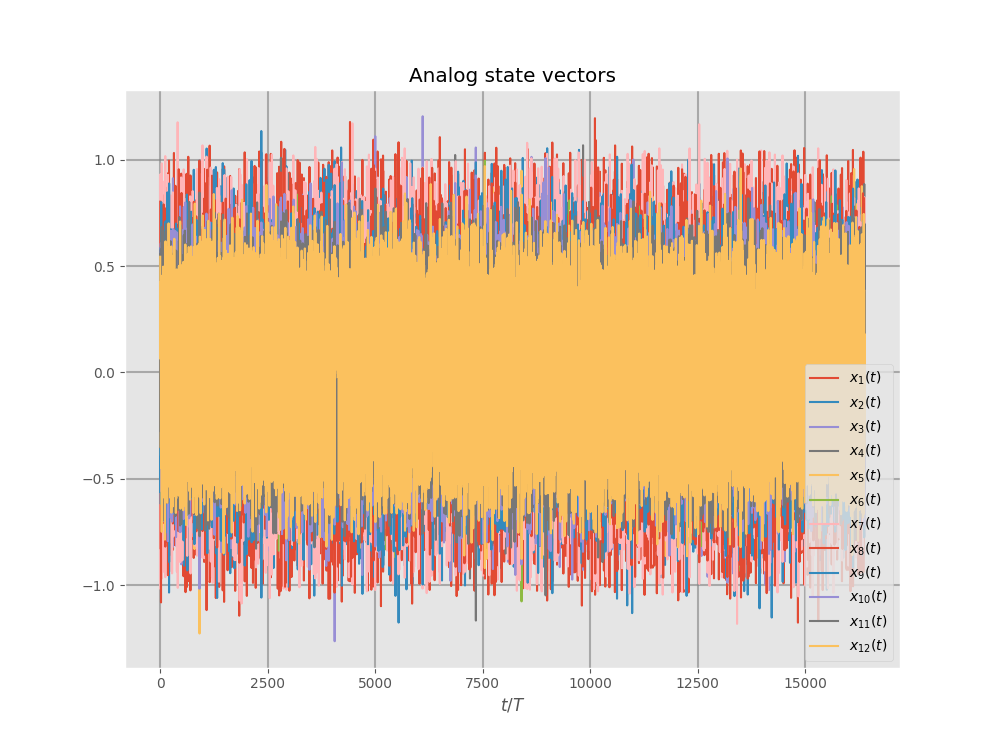 Analog state vectors
1.0
0.5
0.0
−0.5
−1.0
0 2500 5000 7500 10000 12500 15000
t/T
x₁(t)
x₂(t)
x₃(t)
x₄(t)
x₅(t)
x₆(t)
x₇(t)
x₈(t)
x₉(t)
x₁₀(t)
x₁₁(t)
x₁₂(t)